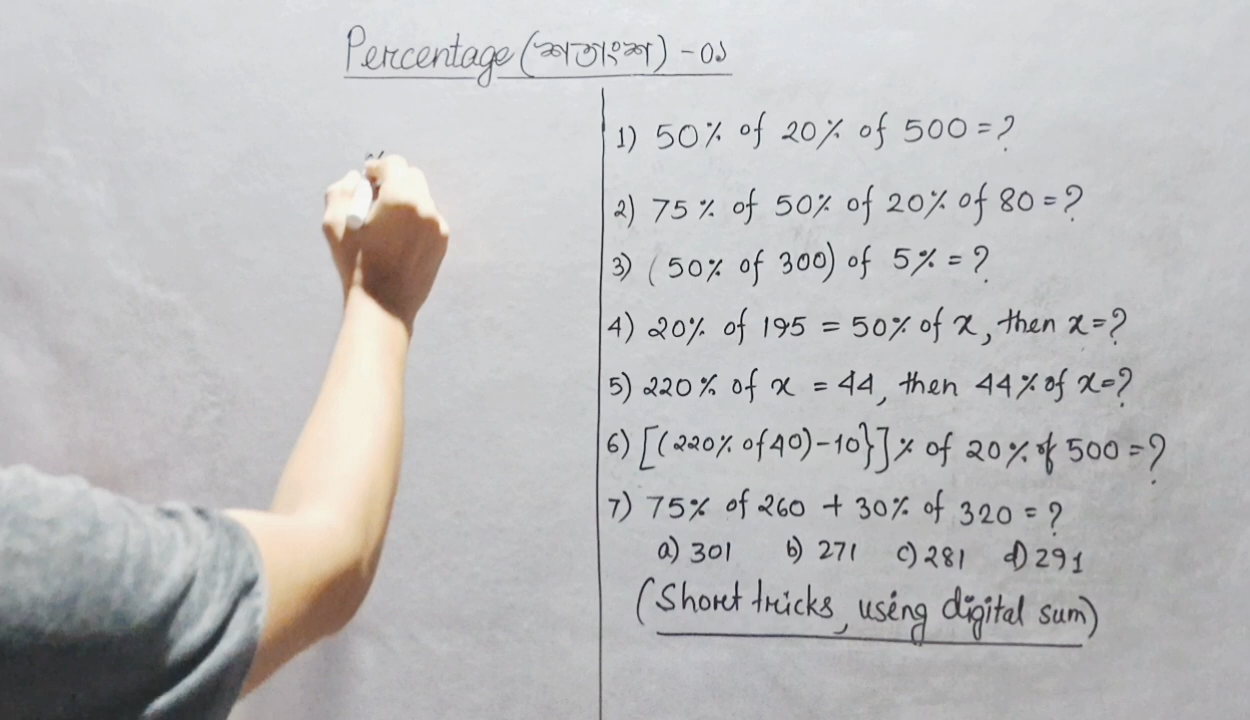 Percentage (শতাংশ) - ০১
1) 50% of 20% of 500 = ?
2) 75% of 50% of 20% of 80 = ?
3) (50% of 300) of 5% = ?
4) 20% of 195 = 50% of x, then x = ?
5) 220% of x = 44, then 44% of x = ?
6) [(220% of 40) - 10}]% of 20% of 500 = ?
7) 75% of 260 + 30% of 320 = ?
a) 301 b) 271 c) 281 d) 291
(Short tricks, using digital sum)